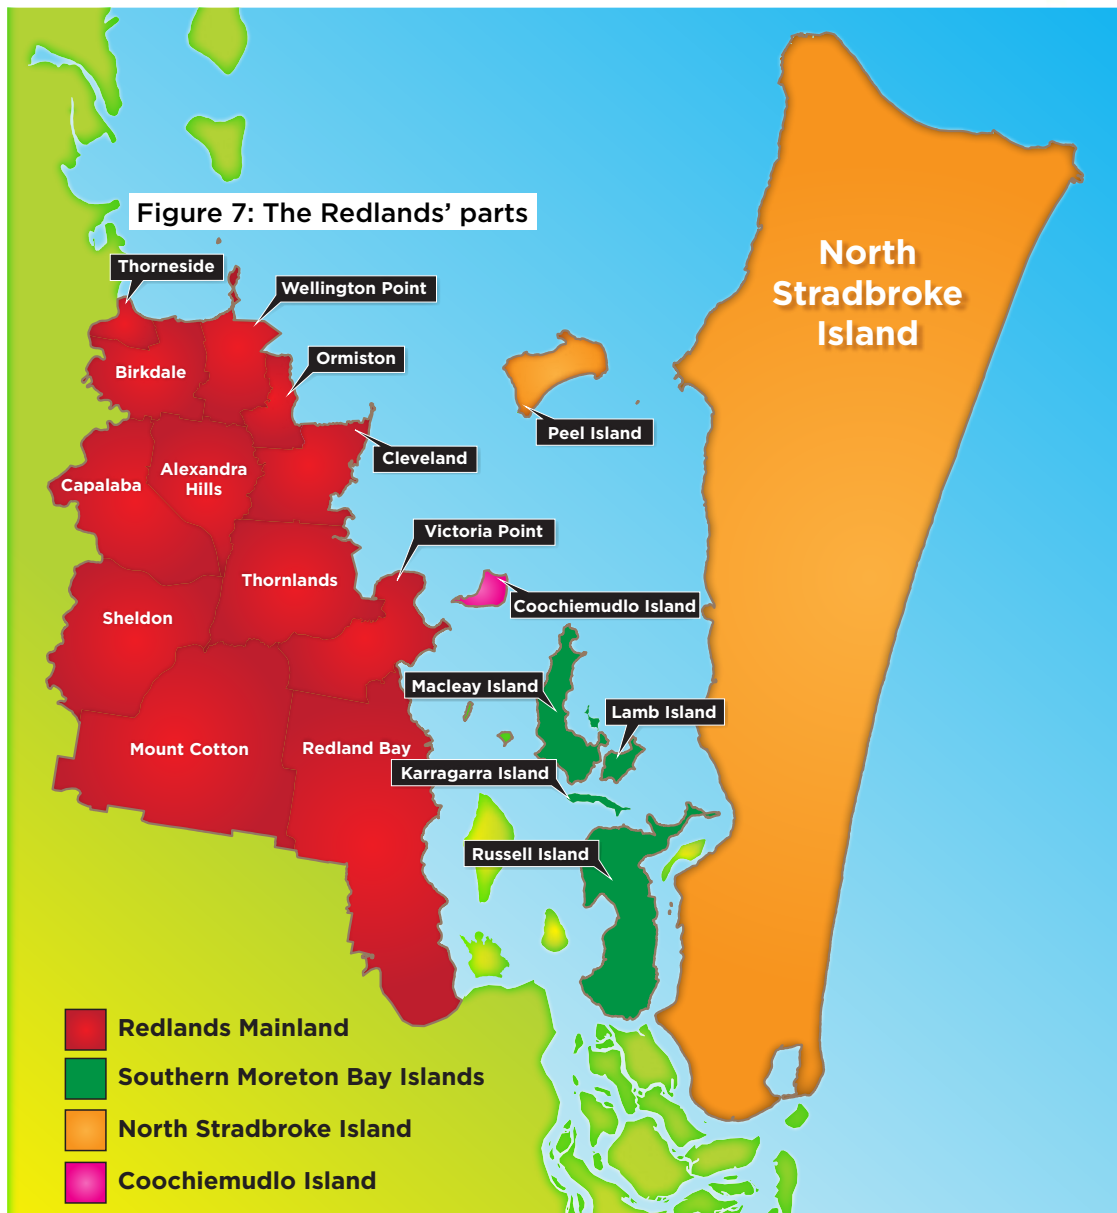 Figure 7: The Redlands’ parts
North
Stradbroke
Island
Thorneside
Wellington Point
Ormiston
Birkdale
Peel Island
Cleveland
Alexandra
Hills
Capalaba
Victoria Point
Thornlands
Coochiemudlo Island
Sheldon
Macleay Island
Lamb Island
Mount Cotton
Redland Bay
Karragarra Island
Russell Island
Redlands Mainland
Southern Moreton Bay Islands
North Stradbroke Island
Coochiemudlo Island